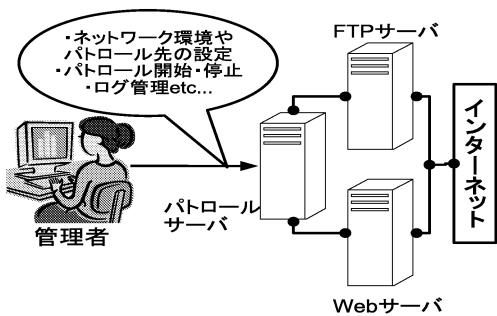 ・ネットワーク環境や
パトロール先の設定
・パトロール開始・停止
・ログ管理etc...
FTPサーバ
インターネット
パトロール
サーバ
管理者
Webサーバ